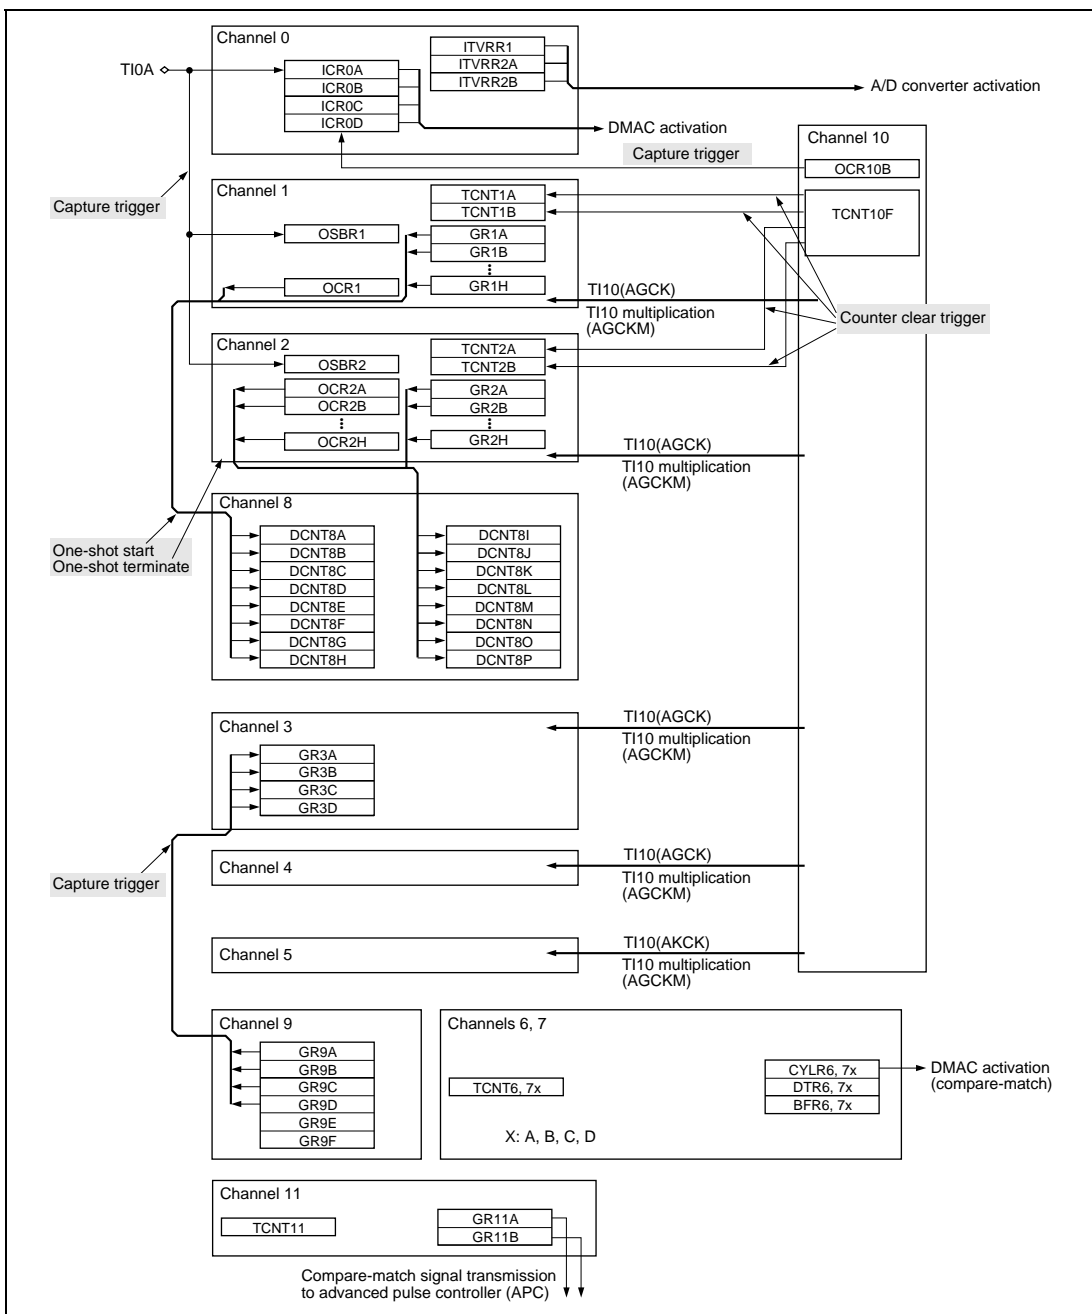 Channel 0
ITVRR1
ITVRR2A
ITVRR2B
TI0A
ICR0A
ICR0B
ICR0C
ICR0D
A/D converter activation
DMAC activation
Capture trigger
Channel 10
OCR10B
TCNT10F
Capture trigger
Channel 1
TCNT1A
TCNT1B
OSBR1
GR1A
GR1B
GR1H
OCR1
TI10(AGCK)
TI10 multiplication
(AGCKM)
Counter clear trigger
Channel 2
TCNT2A
TCNT2B
OSBR2
OCR2A
OCR2B
OCR2H
GR2A
GR2B
GR2H
TI10(AGCK)
TI10 multiplication
(AGCKM)
Channel 8
One-shot start
One-shot terminate
DCNT8A
DCNT8B
DCNT8C
DCNT8D
DCNT8E
DCNT8F
DCNT8G
DCNT8H
DCNT8I
DCNT8J
DCNT8K
DCNT8L
DCNT8M
DCNT8N
DCNT8O
DCNT8P
Channel 3
GR3A
GR3B
GR3C
GR3D
TI10(AGCK)
TI10 multiplication
(AGCKM)
Capture trigger
Channel 4
TI10(AGCK)
TI10 multiplication
(AGCKM)
Channel 5
TI10(AKCK)
TI10 multiplication
(AGCKM)
Channel 9
GR9A
GR9B
GR9C
GR9D
GR9E
GR9F
Channels 6, 7
TCNT6, 7x
CYLR6, 7x
DTR6, 7x
BFR6, 7x
X: A, B, C, D
DMAC activation
(compare-match)
Channel 11
TCNT11
GR11A
GR11B
Compare-match signal transmission
to advanced pulse controller (APC)